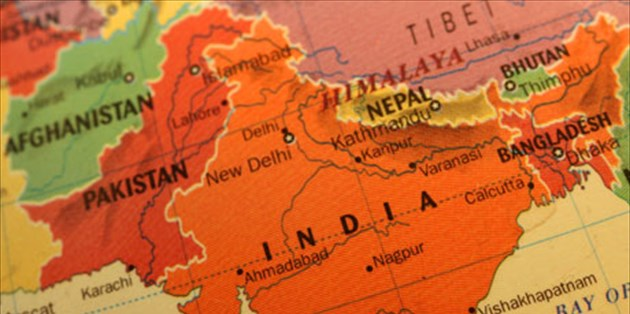 TIBET
Lhasa
HIMALAYA
BHUTAN
Thimphu
Kabul
Islamabad
Herat
AFGHANISTAN
Lahore
NEPAL
Kathmandu
Delhi
New Delhi
Kanpur
Varanasi
BANGLADESH
Dhaka
PAKISTAN
Calcutta
INDIA
Ahmadabad
Nagpur
Karachi
Vishakhapatnam
BAY OF